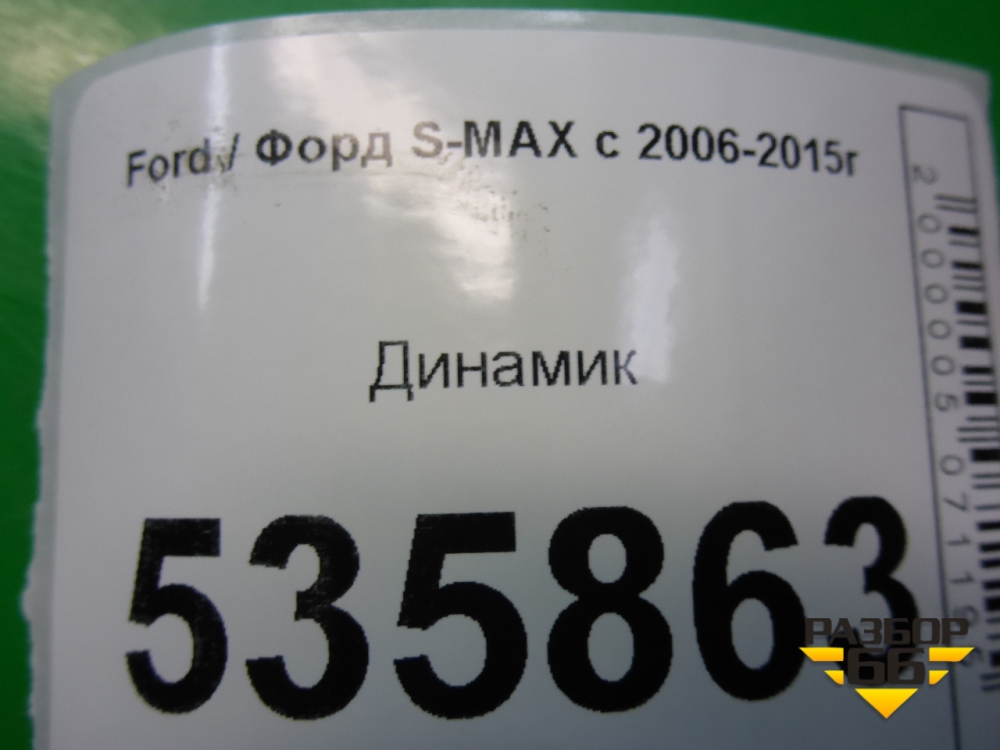 Ford / Форд S-MAX с 2006-2015г
Динамик
535863
РАЗБОР
66